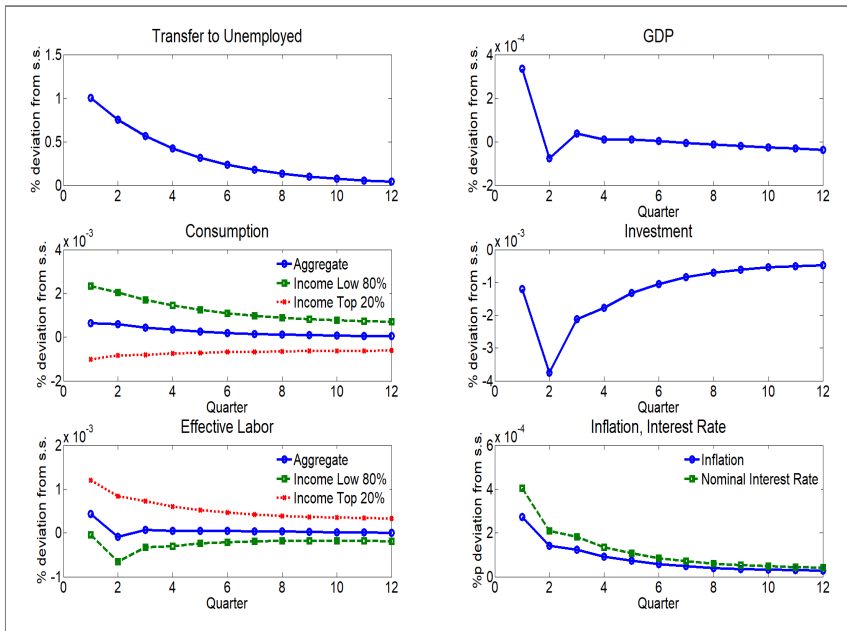 Transfer to Unemployed
% deviation from s.s.
1.5
1
0.5
0
0 2 4 6 8 10 12
Quarter
GDP
x 10-4
% deviation from s.s.
4
2
0
-2
0 2 4 6 8 10 12
Quarter
Consumption
x 10-3
% deviation from s.s.
4
2
0
-2
Aggregate
Income Low 80%
Income Top 20%
0 2 4 6 8 10 12
Quarter
Investment
x 10-3
% deviation from s.s.
0
-1
-2
-3
-4
0 2 4 6 8 10 12
Quarter
Effective Labor
x 10-3
% deviation from s.s.
2
1
0
-1
Aggregate
Income Low 80%
Income Top 20%
0 2 4 6 8 10 12
Quarter
Inflation, Interest Rate
x 10-4
%p deviation from s.s.
6
4
2
0
Inflation
Nominal Interest Rate
0 2 4 6 8 10 12
Quarter